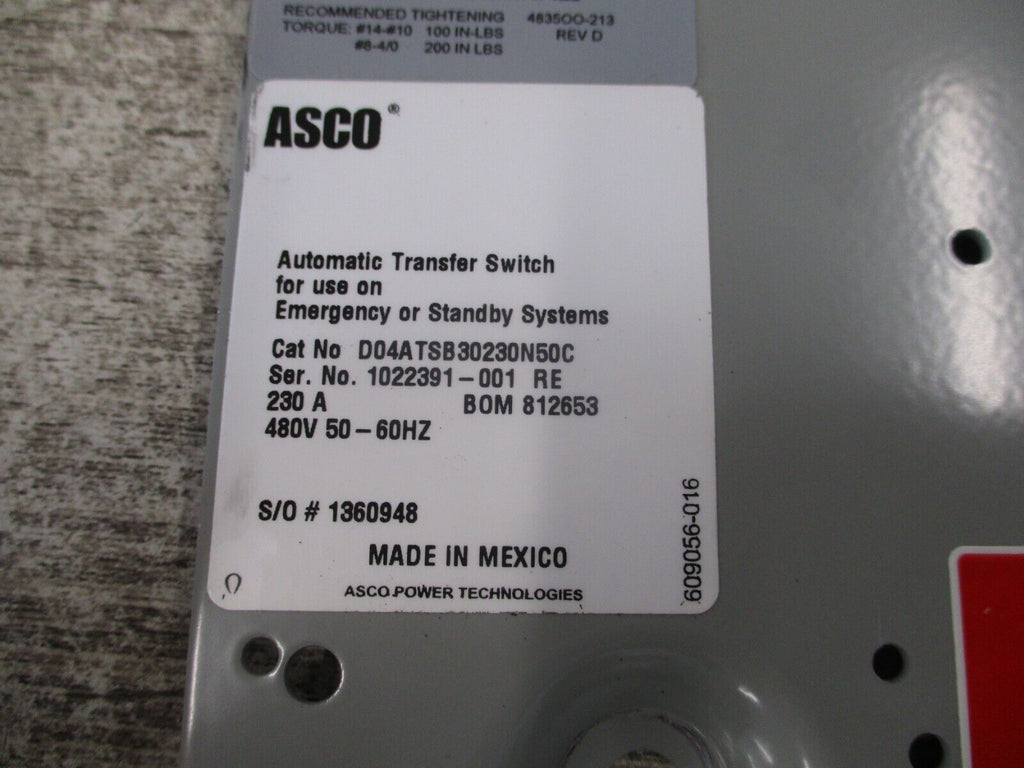 RECOMMENDED TIGHTENING 483500-213
TORQUE: #14-#10 100 IN-LBS REV D
#8-4/0 200 IN LBS
ASCO®
Automatic Transfer Switch
for use on
Emergency or Standby Systems
Cat No D04ATSB30230N50C
Ser. No. 1022391-001 RE
230 A BOM 812653
480V 50-60HZ
S/O # 1360948
MADE IN MEXICO
ASCO POWER TECHNOLOGIES
609056-016